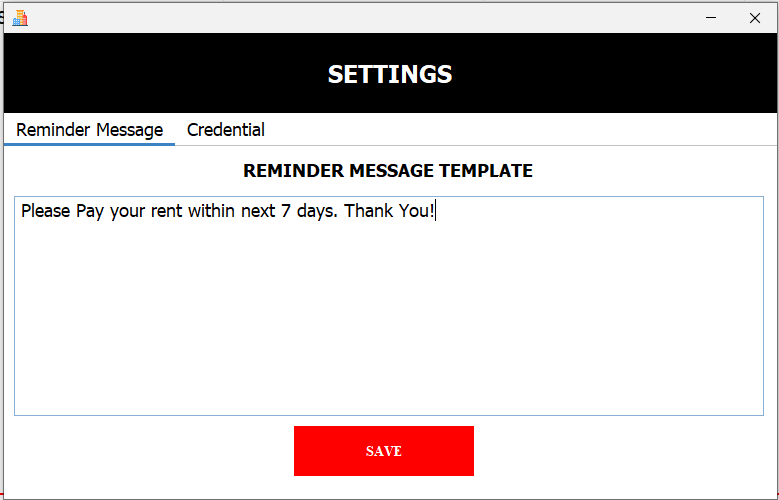 SETTINGS
Reminder Message Credential
REMINDER MESSAGE TEMPLATE
Please Pay your rent within next 7 days. Thank You!
SAVE